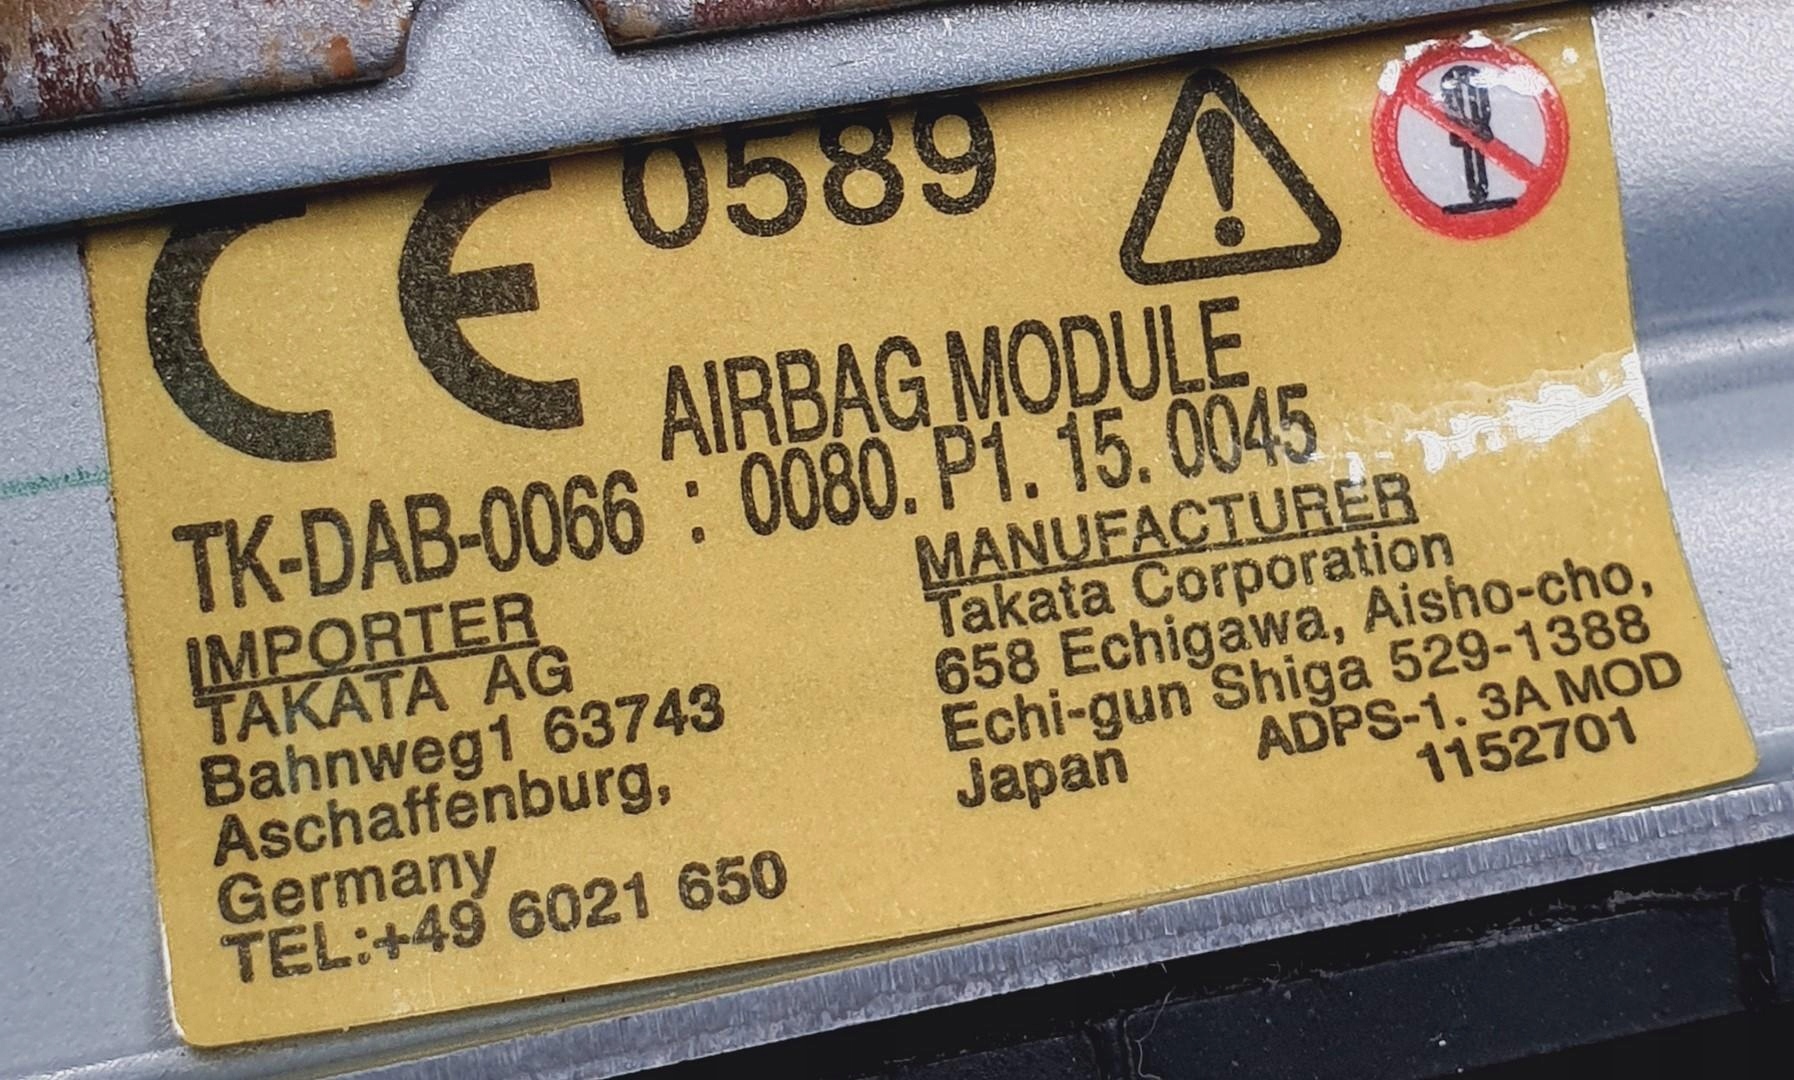 CE 0589
AIRBAG MODULE
TK-DAB-0066 : 0080. P1. 15. 0045
IMPORTER
TAKATA AG
Bahnweg1 63743
Aschaffenburg,
Germany
TEL:+49 6021 650
MANUFACTURER
Takata Corporation
658 Echigawa, Aisho-cho,
Echi-gun Shiga 529-1388
Japan
ADPS-1. 3A MOD
1152701